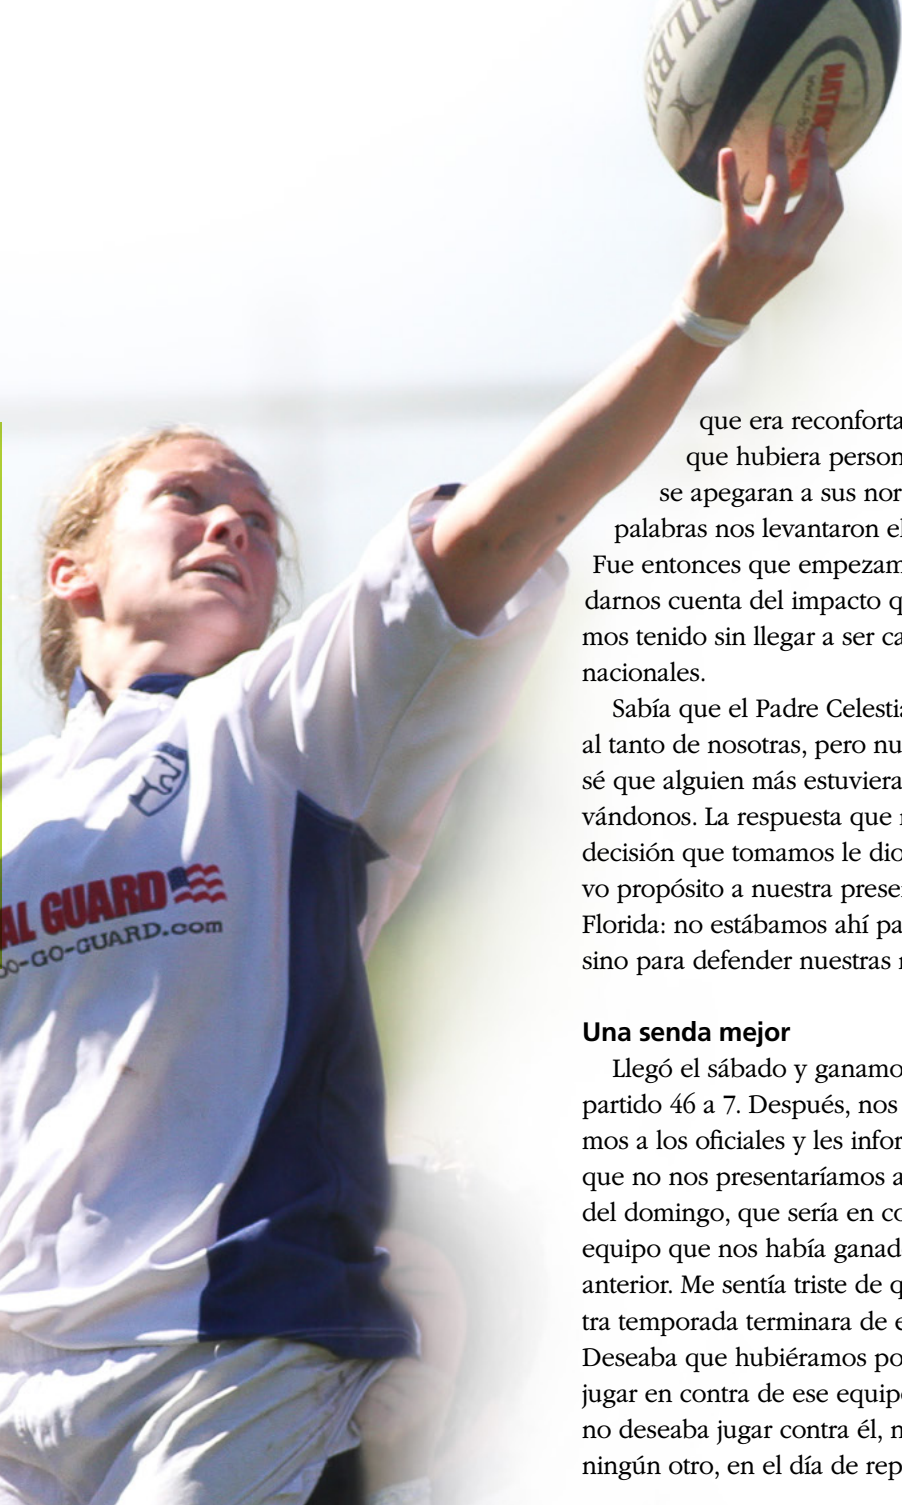 GILBE
NATION
que era reconforta
que hubiera person
se apegaran a sus nor
palabras nos levantaron el
Fue entonces que empezam
darnos cuenta del impacto q
mos tenido sin llegar a ser ca
nacionales.
Sabía que el Padre Celestia
al tanto de nosotras, pero nu
sé que alguien más estuviera
vándonos. La respuesta que
decisión que tomamos le dio
vo propósito a nuestra prese
Florida: no estábamos ahí pa
sino para defender nuestras
Una senda mejor
Llegó el sábado y ganamo
partido 46 a 7. Después, nos
mos a los oficiales y les infor
que no nos presentaríamos a
del domingo, que sería en co
equipo que nos había ganad
anterior. Me sentía triste de q
tra temporada terminara de e
Deseaba que hubiéramos po
jugar en contra de ese equip
no deseaba jugar contra él, n
ningún otro, en el día de rep
AL GUARD
00-GO-GUARD.com